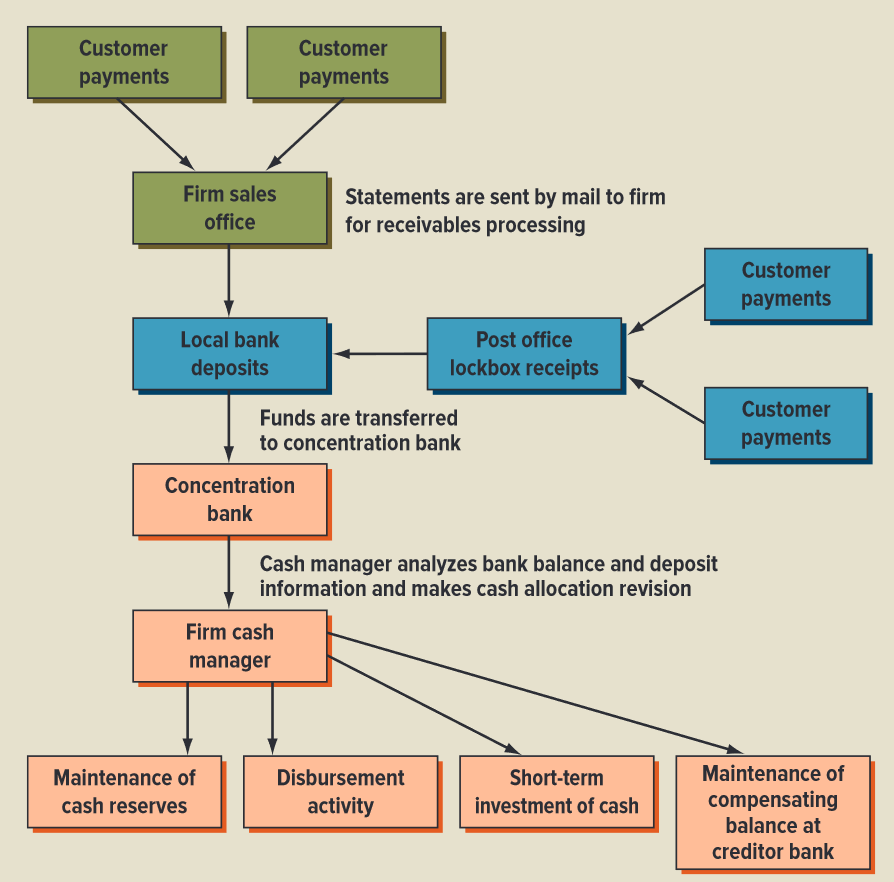 Customer
payments
Customer
payments
Firm sales
office
Statements are sent by mail to firm
for receivables processing
Customer
payments
Local bank
deposits
Post office
lockbox receipts
Customer
payments
Funds are transferred
to concentration bank
Concentration
bank
Cash manager analyzes bank balance and deposit
information and makes cash allocation revision
Firm cash
manager
Maintenance of
cash reserves
Disbursement
activity
Short-term
investment of cash
Maintenance of
compensating
balance at
creditor bank